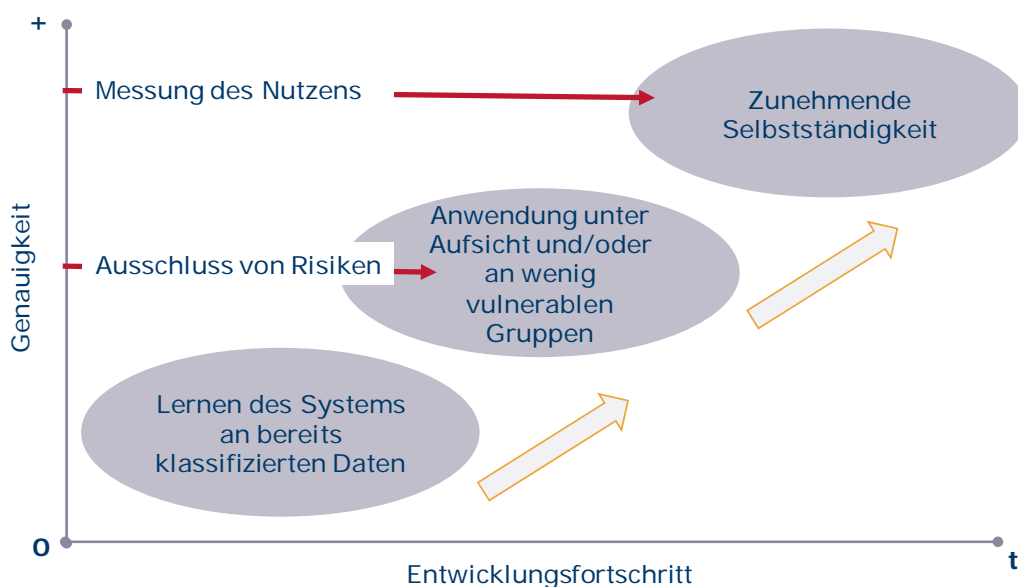 +
Messung des Nutzens
Zunehmende
Selbstständigkeit
Genauigkeit
Anwendung unter
Aufsicht und/oder
an wenig
vulnerablen
Gruppen
Ausschluss von Risiken
Lernen des Systems
an bereits
klassifizierten Daten
0
t
Entwicklungsfortschritt